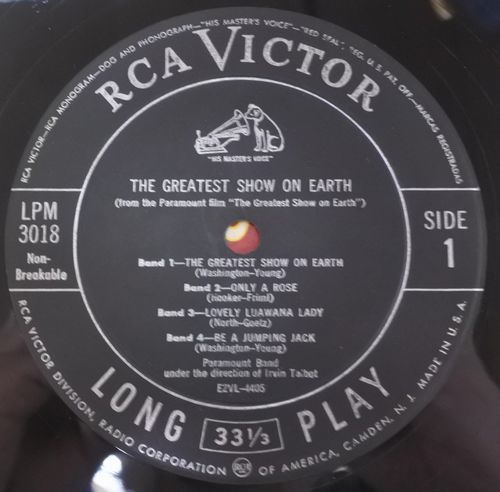 RCA VICTOR—RCA MONOGRAM—DOG AND PHONOGRAPH—"HIS MASTER'S VOICE"—"RED SEAL", REG. U.S. PAT. OFF.—MARCAS REGISTRADAS
RCA VICTOR
"HIS MASTER'S VOICE"
THE GREATEST SHOW ON EARTH
(from the Paramount film "The Greatest Show on Earth")
LPM
3018
Non-
Breakable
SIDE
1
Band 1—THE GREATEST SHOW ON EARTH
(Washington–Young)
Band 2—ONLY A ROSE
(Hooker–Friml)
Band 3—LOVELY LUAWANA LADY
(North–Goetz)
Band 4—BE A JUMPING JACK
(Washington–Young)
Paramount Band
under the direction of Irvin Talbot
EZVL-4405
LONG 33 1/3 PLAY
RCA VICTOR DIVISION, RADIO CORPORATION RCA OF AMERICA, CAMDEN, N. J. MADE IN U.S.A.